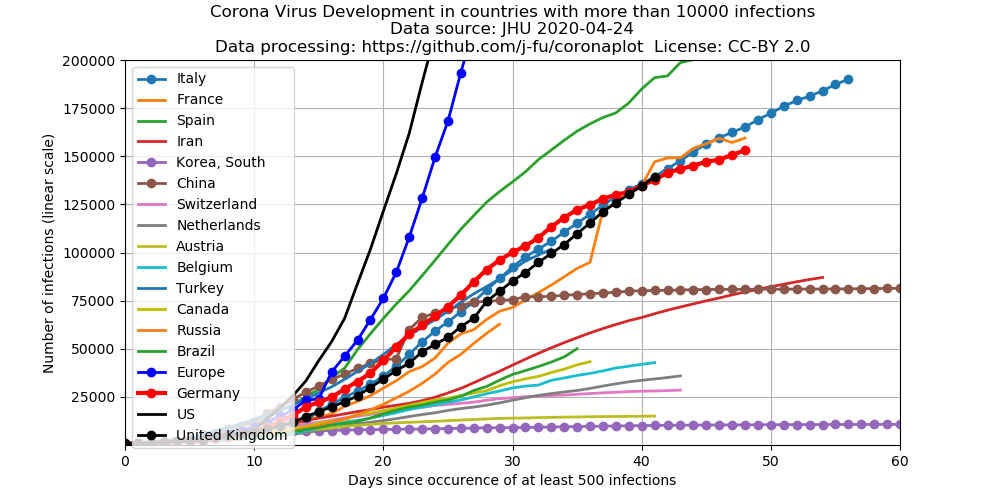 Corona Virus Development in countries with more than 10000 infections
Data source: JHU 2020-04-24
Data processing: https://github.com/j-fu/coronaplot  License: CC-BY 2.0
Number of infections (linear scale)
200000
175000
150000
125000
100000
75000
50000
25000
Italy
France
Spain
Iran
Korea, South
China
Switzerland
Netherlands
Austria
Belgium
Turkey
Canada
Russia
Brazil
Europe
Germany
US
United Kingdom
0 10 20 30 40 50 60
Days since occurence of at least 500 infections